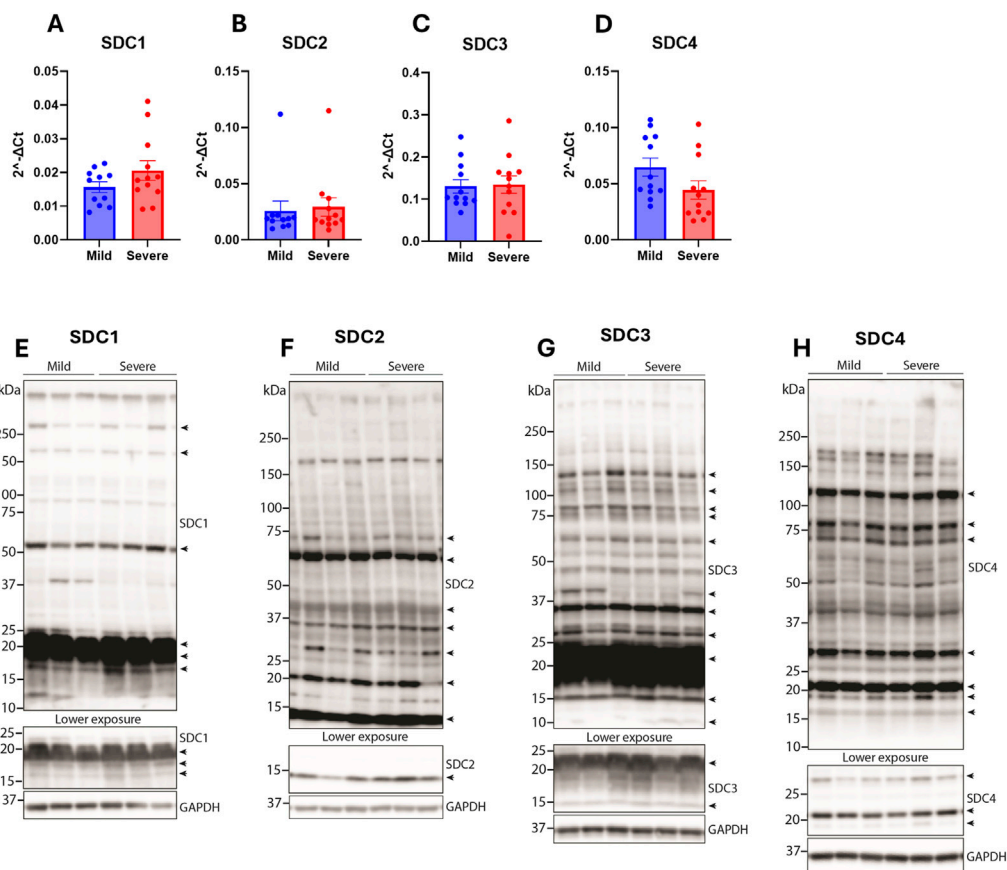 A B C D
SDC1 SDC2 SDC3 SDC4
2^-ΔCt
0.05
0.04
0.03
0.02
0.01
0.00
Mild Severe
2^-ΔCt
0.15
0.10
0.05
0.00
Mild Severe
2^-ΔCt
0.4
0.3
0.2
0.1
0.0
Mild Severe
2^-ΔCt
0.15
0.10
0.05
0.00
Mild Severe
E SDC1
Mild Severe
kDa
250
50
00
75
50
37
25
20
15
10
SDC1
Lower exposure
25
20
15
SDC1
37
GAPDH
F SDC2
Mild Severe
kDa
250
150
100
75
50
37
25
20
15
SDC2
Lower exposure
15
SDC2
37
GAPDH
G SDC3
Mild Severe
kDa
250
150
100
75
50
37
25
20
15
10
SDC3
Lower exposure
25
20
15
SDC3
37
GAPDH
H SDC4
Mild Severe
kDa
250
150
100
75
50
37
25
20
15
10
SDC4
Lower exposure
25
20
SDC4
37
GAPDH